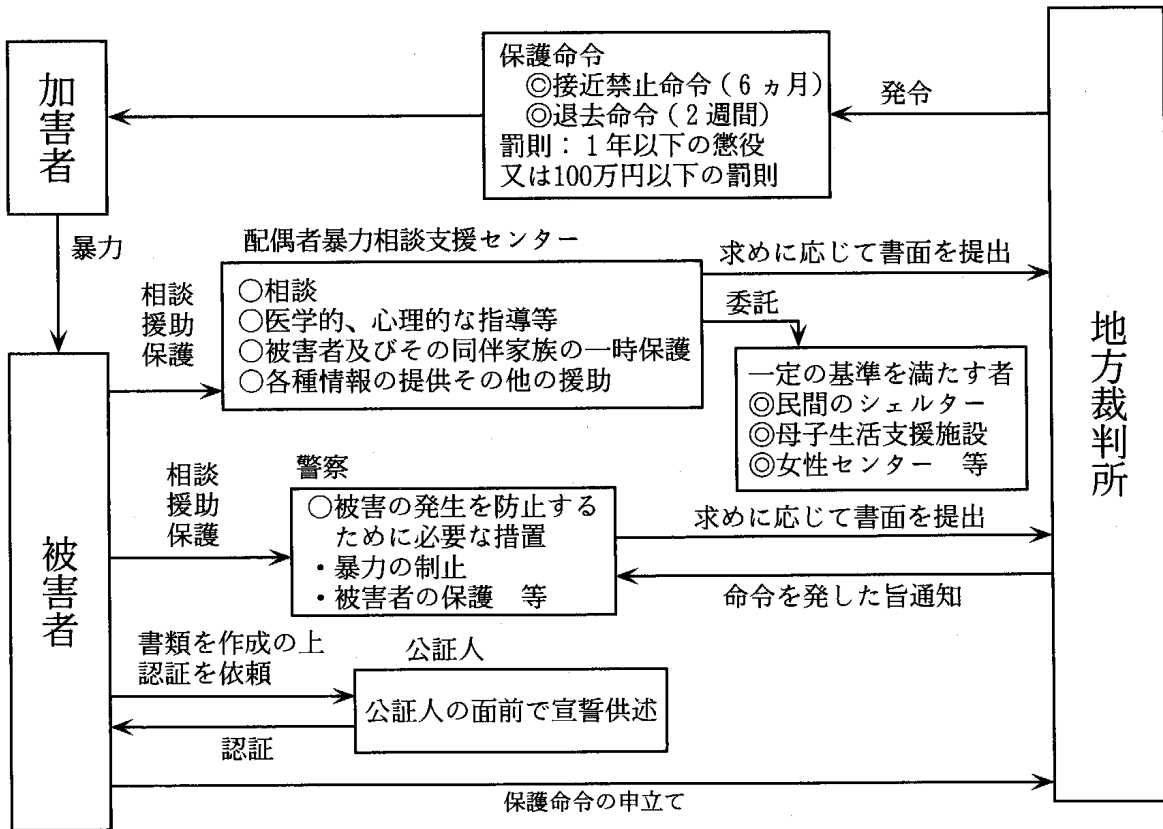 保護命令
◎接近禁止命令(6ヵ月)
◎退去命令(2週間)
罰則:1年以下の懲役
又は100万円以下の罰則
発令
加害者
暴力
配偶者暴力相談支援センター
求めに応じて書面を提出
相談
援助
保護
○相談
○医学的、心理的な指導等
○被害者及びその同伴家族の一時保護
○各種情報の提供その他の援助
委託
一定の基準を満たす者
◎民間のシェルター
◎母子生活支援施設
◎女性センター 等
地方裁判所
相談
援助
保護
警察
○被害の発生を防止する
ために必要な措置
・暴力の制止
・被害者の保護 等
求めに応じて書面を提出
命令を発した旨通知
被害者
書類を作成の上
認証を依頼
公証人
公証人の面前で宣誓供述
認証
保護命令の申立て